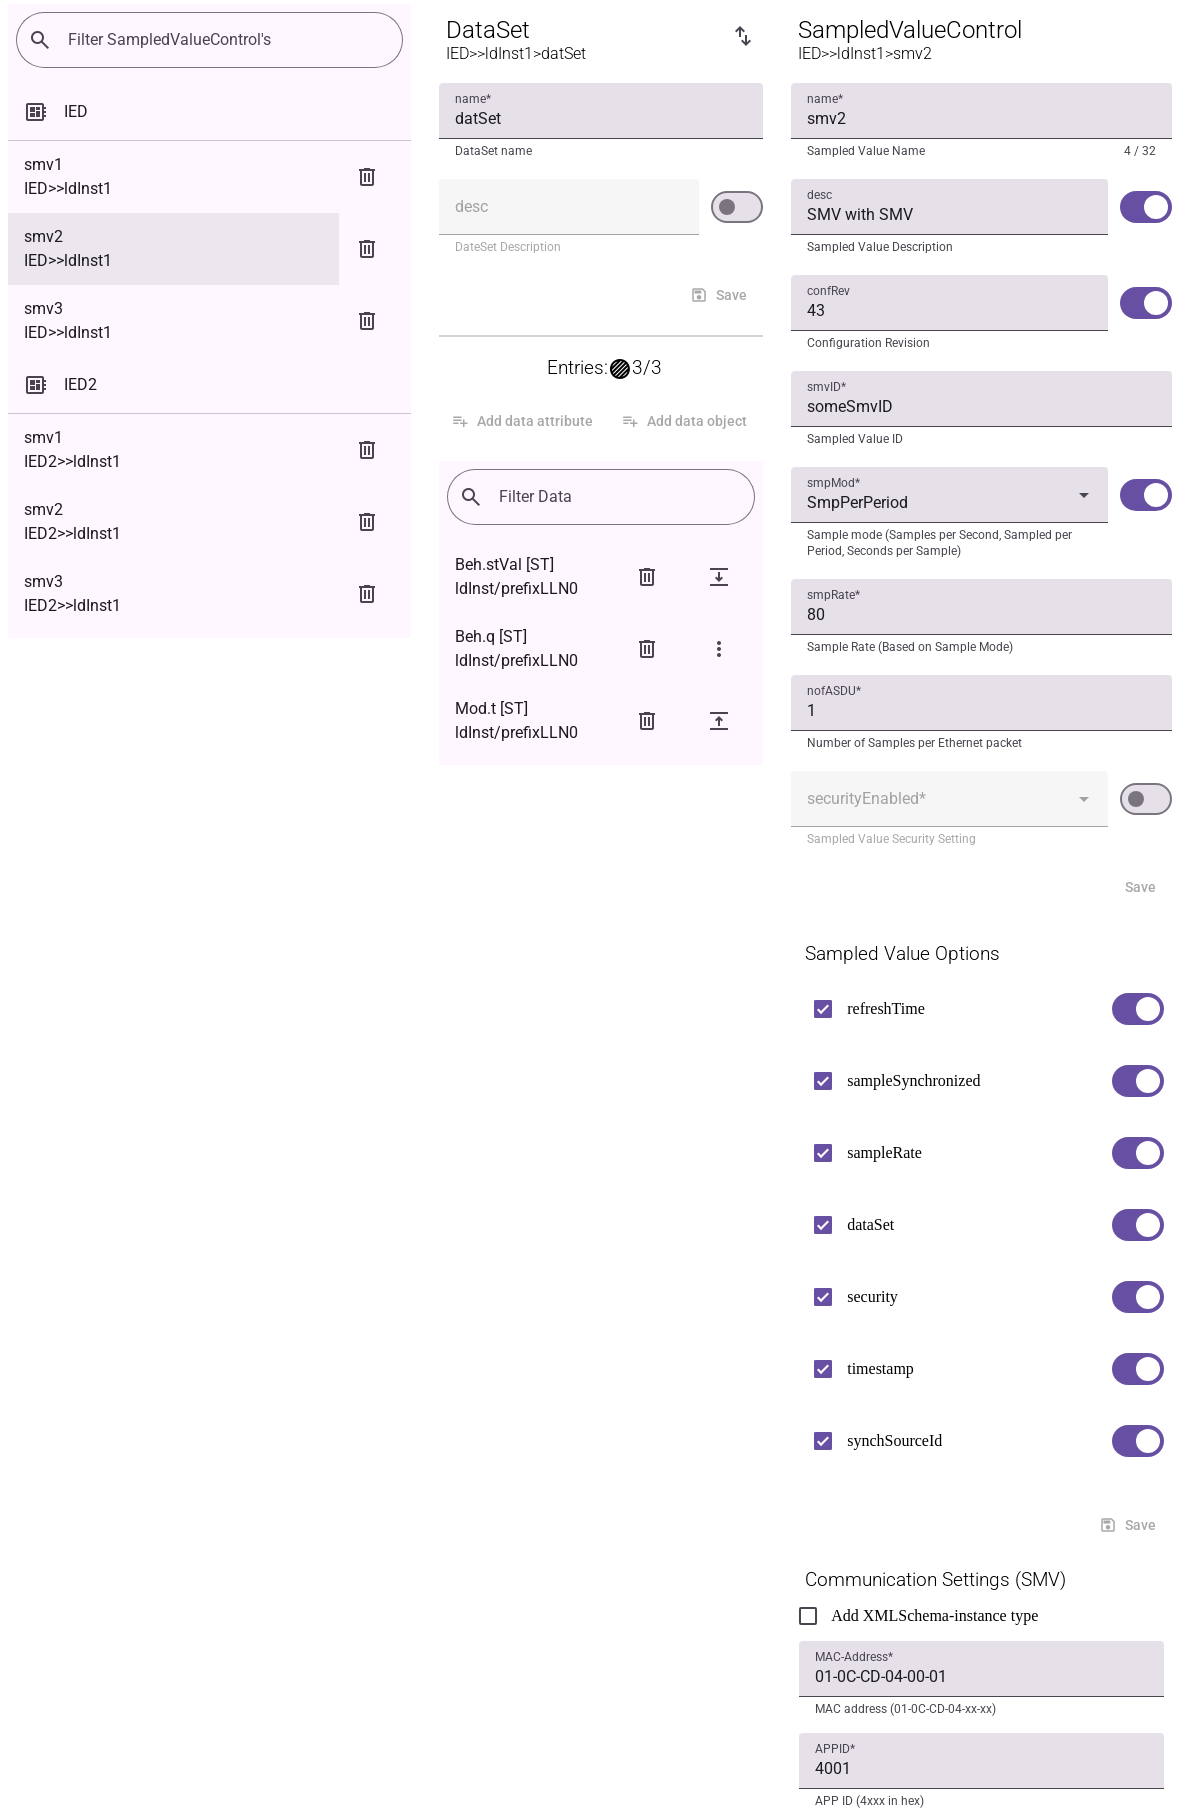 Filter SampledValueControl's
IED
smv1
IED>>ldInst1
smv2
IED>>ldInst1
smv3
IED>>ldInst1
IED2
smv1
IED2>>ldInst1
smv2
IED2>>ldInst1
smv3
IED2>>ldInst1
DataSet
IED>>ldInst1>datSet
name*
datSet
DataSet name
desc
DateSet Description
Save
Entries: 3/3
Add data attribute
Add data object
Filter Data
Beh.stVal [ST]
ldInst/prefixLLN0
Beh.q [ST]
ldInst/prefixLLN0
Mod.t [ST]
ldInst/prefixLLN0
SampledValueControl
IED>>ldInst1>smv2
name*
smv2
Sampled Value Name 4 / 32
desc
SMV with SMV
Sampled Value Description
confRev
43
Configuration Revision
smvID*
someSmvID
Sampled Value ID
smpMod*
SmpPerPeriod
Sample mode (Samples per Second, Sampled per
Period, Seconds per Sample)
smpRate*
80
Sample Rate (Based on Sample Mode)
nofASDU*
1
Number of Samples per Ethernet packet
securityEnabled*
Sampled Value Security Setting
Save
Sampled Value Options
refreshTime
sampleSynchronized
sampleRate
dataSet
security
timestamp
synchSourceId
Save
Communication Settings (SMV)
Add XMLSchema-instance type
MAC-Address*
01-0C-CD-04-00-01
MAC address (01-0C-CD-04-xx-xx)
APPID*
4001
APP ID (4xxx in hex)